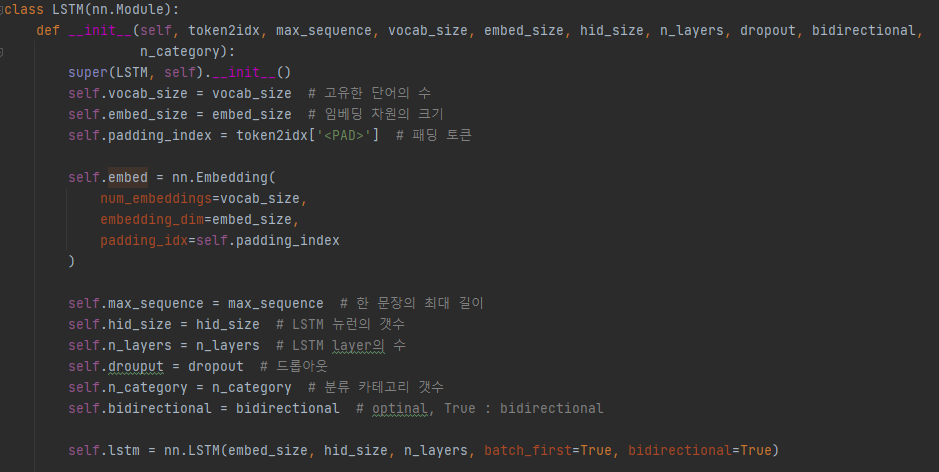 class LSTM(nn.Module):
def __init__(self, token2idx, max_sequence, vocab_size, embed_size, hid_size, n_layers, dropout, bidirectional,
n_category):
super(LSTM, self).__init__()
self.vocab_size = vocab_size # 고유한 단어의 수
self.embed_size = embed_size # 임베딩 차원의 크기
self.padding_index = token2idx['<PAD>'] # 패딩 토큰
self.embed = nn.Embedding(
num_embeddings=vocab_size,
embedding_dim=embed_size,
padding_idx=self.padding_index
)
self.max_sequence = max_sequence # 한 문장의 최대 길이
self.hid_size = hid_size # LSTM 뉴런의 갯수
self.n_layers = n_layers # LSTM layer의 수
self.drouput = dropout # 드롭아웃
self.n_category = n_category # 분류 카테고리 갯수
self.bidirectional = bidirectional # optinal, True : bidirectional
self.lstm = nn.LSTM(embed_size, hid_size, n_layers, batch_first=True, bidirectional=True)